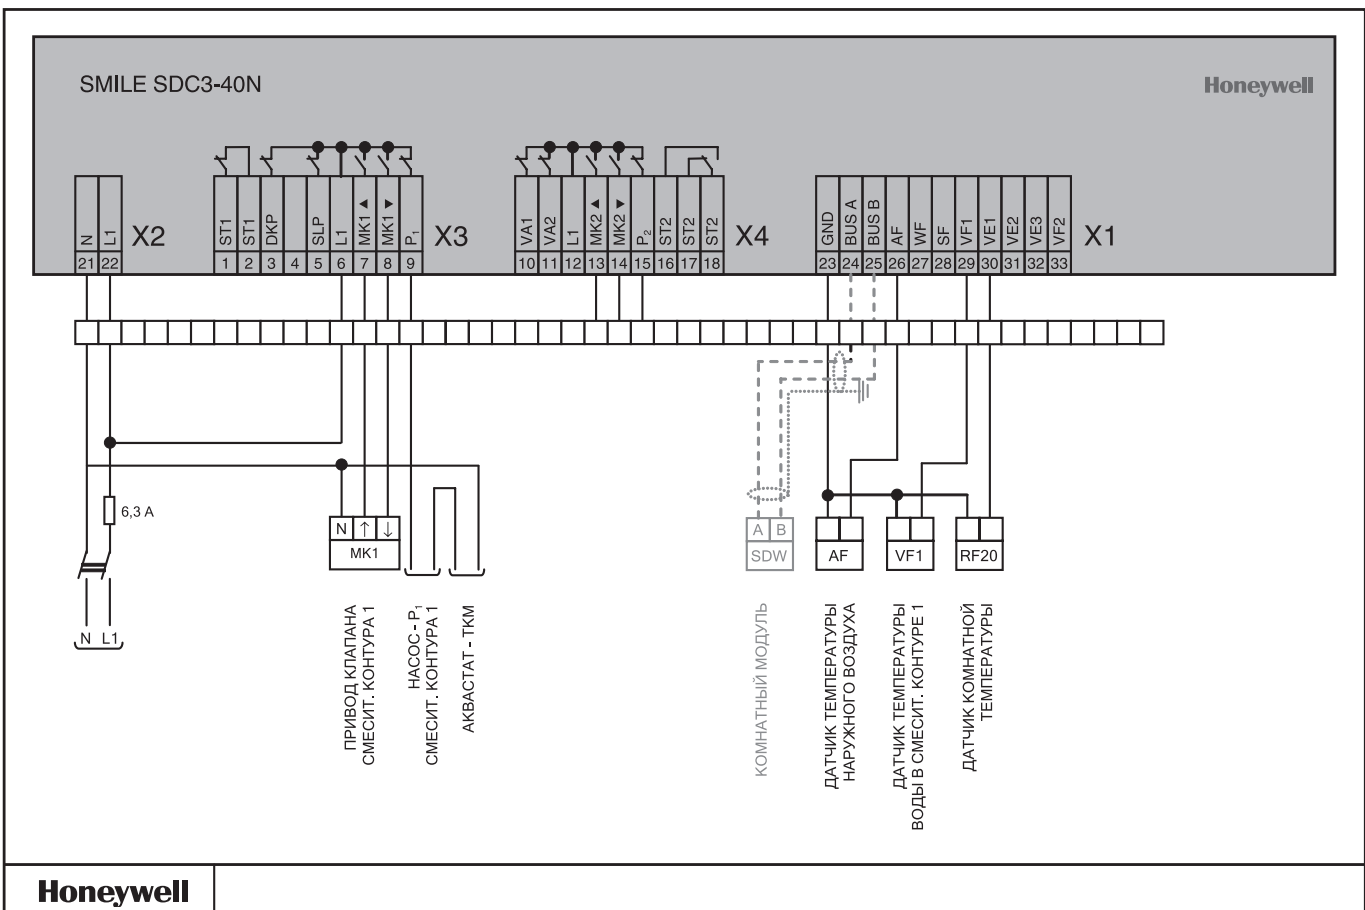 SMILE SDC3-40N
Honeywell
N
L1
21 22
X2
ST1
ST1
DKP
SLP
L1
MK1 ◄
MK1 ►
P₁
1 2 3 4 5 6 7 8 9
X3
VA1
VA2
L1
MK2 ◄
MK2 ►
P₂
ST2
ST2
ST2
10 11 12 13 14 15 16 17 18
X4
GND
BUS A
BUS B
AF
WF
SF
VF1
VE1
VE2
VE3
VF2
23 24 25 26 27 28 29 30 31 32 33
X1
6,3 A
N ↑ ↓
MK1
A B
SDW
AF
VF1
RF20
N L1
ПРИВОД КЛАПАНА
СМЕСИТ. КОНТУРА 1
НАСОС - P₁
СМЕСИТ. КОНТУРА 1
АКВАСТАТ - ТКМ
КОМНАТНЫЙ МОДУЛЬ
ДАТЧИК ТЕМПЕРАТУРЫ
НАРУЖНОГО ВОЗДУХА
ДАТЧИК ТЕМПЕРАТУРЫ
ВОДЫ В СМЕСИТ. КОНТУРЕ 1
ДАТЧИК КОМНАТНОЙ
ТЕМПЕРАТУРЫ
Honeywell